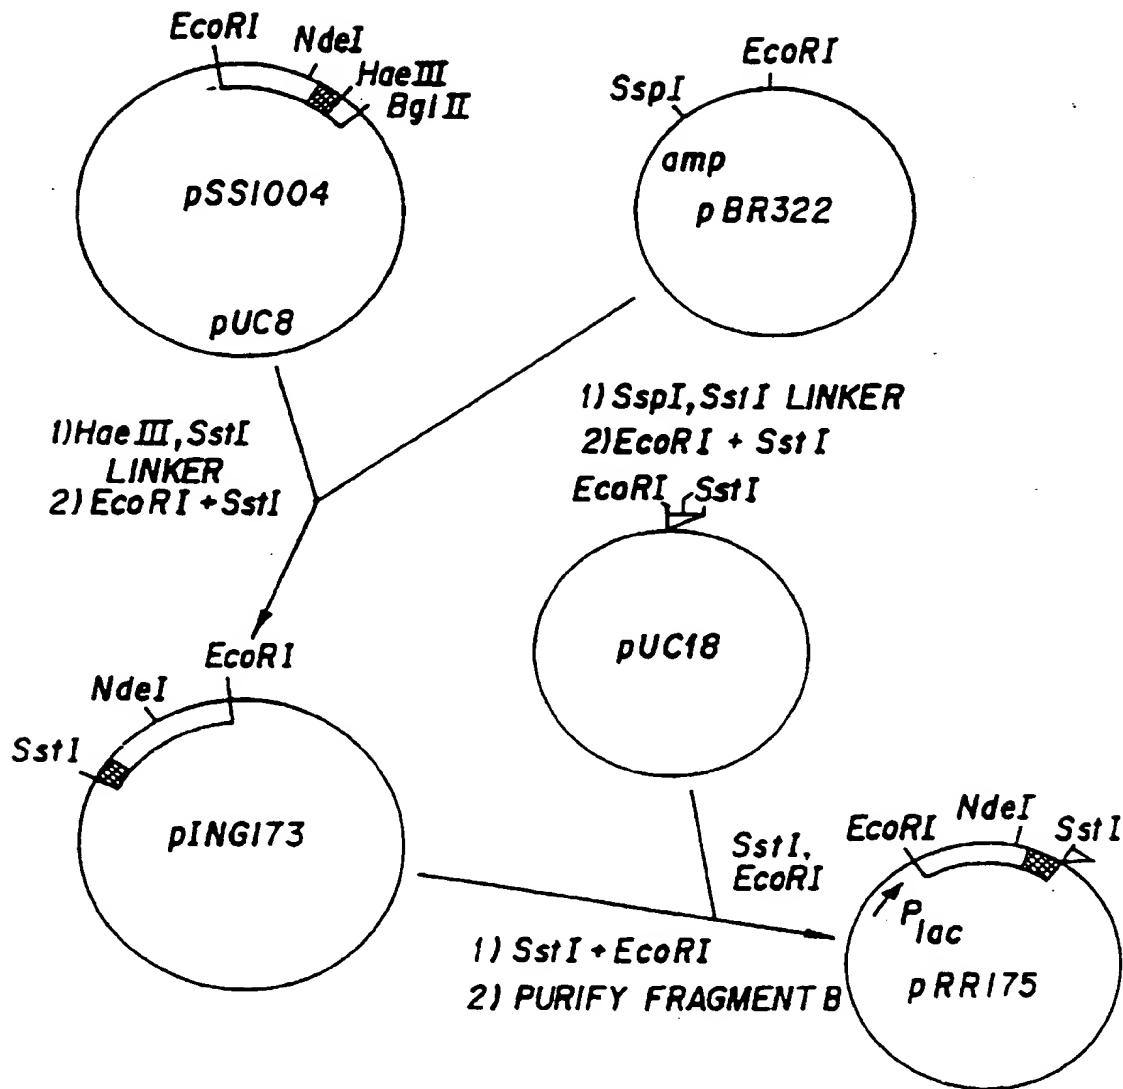 EcoRI
NdeI
HaeIII
BglII
pSS1004
pUC8
EcoRI
SspI
amp
pBR322
1)HaeIII,SstI
LINKER
2)EcoRI+SstI
1)SspI,SstI LINKER
2)EcoRI + SstI
EcoRI
SstI
pUC18
EcoRI
NdeI
SstI
pING173
SstI,
EcoRI
1) SstI+EcoRI
2) PURIFY FRAGMENT B
EcoRI
NdeI
SstI
Plac
pRR175